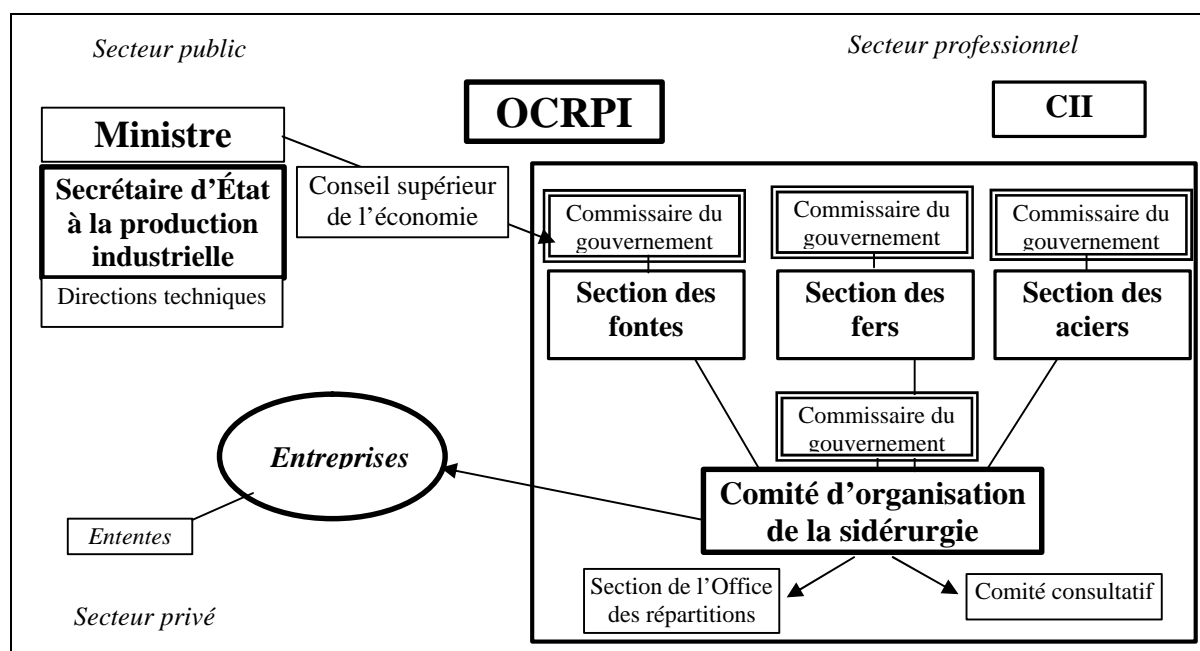 Secteur public
Secteur professionnel
OCRPI
CII
Ministre
Secrétaire d'État
à la production
industrielle
Directions techniques
Conseil supérieur
de l'économie
Commissaire du
gouvernement
Commissaire du
gouvernement
Commissaire du
gouvernement
Section des
fontes
Section des
fers
Section des
aciers
Commissaire du
gouvernement
Entreprises
Comité d'organisation
de la sidérurgie
Ententes
Section de l'Office
des répartitions
Comité consultatif
Secteur privé